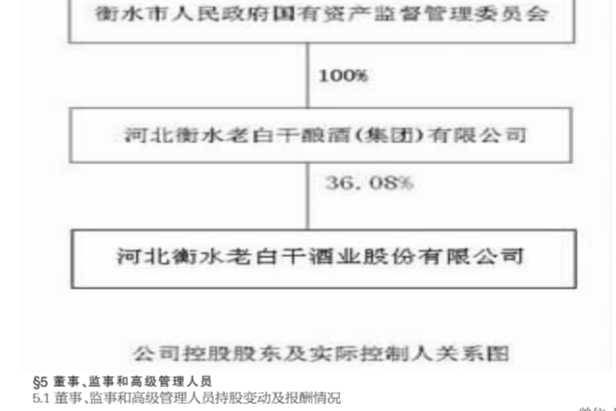 衡水市人民政府国有资产监督管理委员会
100%
河北衡水老白干酿酒(集团)有限公司
36.08%
河北衡水老白干酒业股份有限公司
公司控股股东及实际控制人关系图
§5 董事、监事和高级管理人员
5.1 董事、监事和高级管理人员持股变动及报酬情况